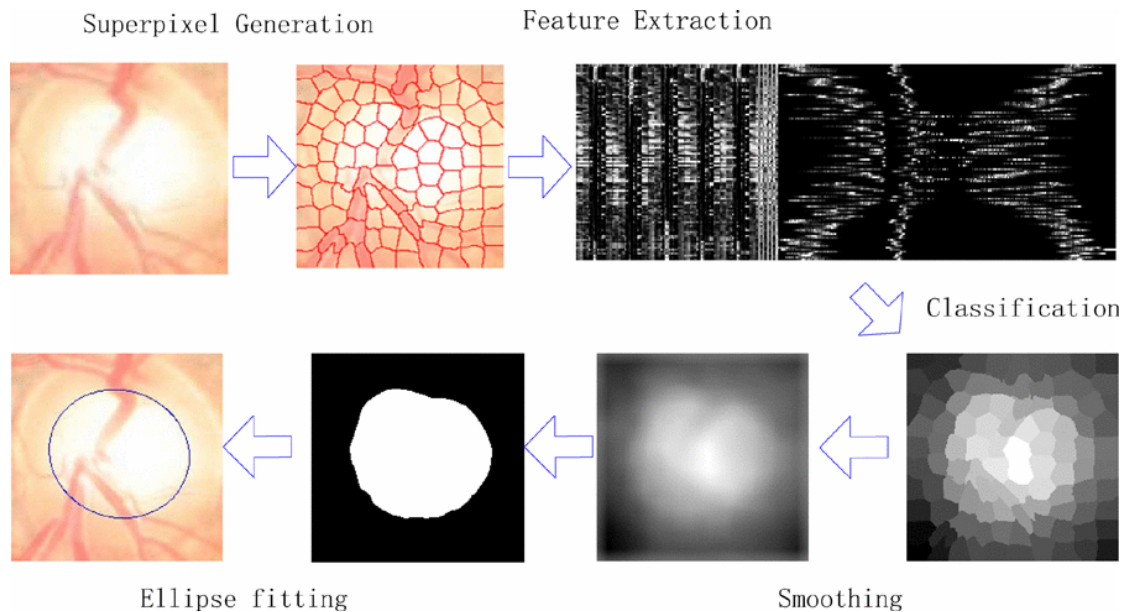 Superpixel Generation
Feature Extraction
Classification
Ellipse fitting
Smoothing